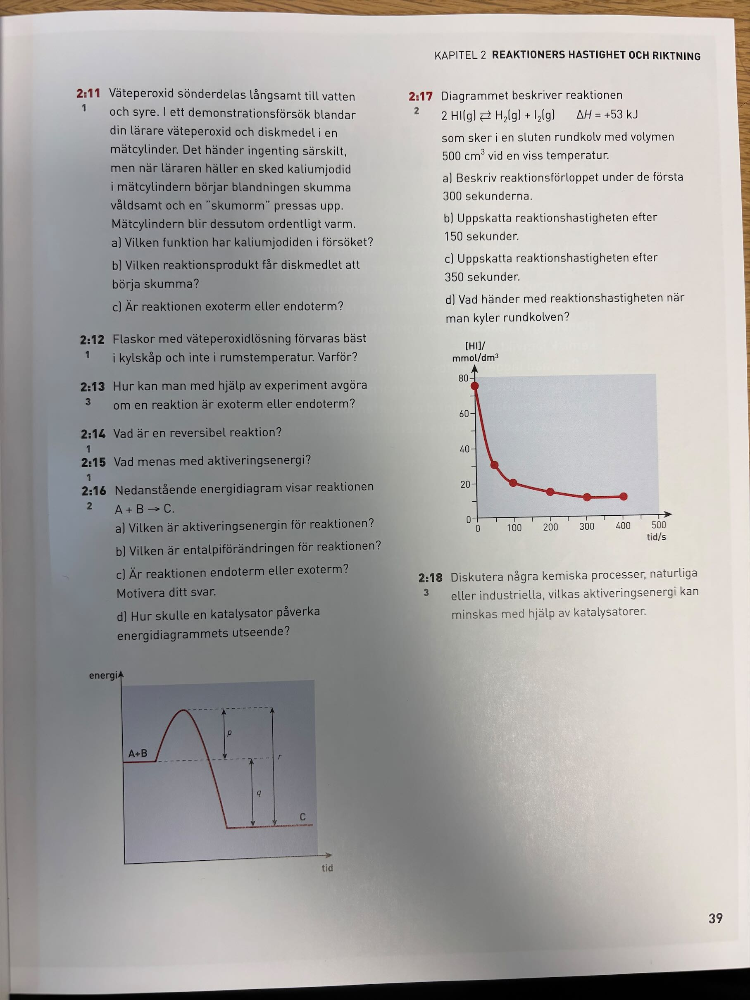 KAPITEL 2 REAKTIONERS HASTIGHET OCH RIKTNING
2:11 Väteperoxid sönderdelas långsamt till vatten
1 och syre. I ett demonstrationsförsök blandar
din lärare väteperoxid och diskmedel i en
mätcylinder. Det händer ingenting särskilt,
men när läraren häller en sked kaliumjodid
i mätcylindern börjar blandningen skumma
våldsamt och en ”skumorm” pressas upp.
Mätcylindern blir dessutom ordentligt varm.
a) Vilken funktion har kaliumjodiden i försöket?
b) Vilken reaktionsprodukt får diskmedlet att
börja skumma?
c) Är reaktionen exoterm eller endoterm?
2:12 Flaskor med väteperoxidlösning förvaras bäst
1 i kylskåp och inte i rumstemperatur. Varför?
2:13 Hur kan man med hjälp av experiment avgöra
3 om en reaktion är exoterm eller endoterm?
2:14 Vad är en reversibel reaktion?
1
2:15 Vad menas med aktiveringsenergi?
1
2:16 Nedanstående energidiagram visar reaktionen
2 A + B → C.
a) Vilken är aktiveringsenergin för reaktionen?
b) Vilken är entalpiförändringen för reaktionen?
c) Är reaktionen endoterm eller exoterm?
Motivera ditt svar.
d) Hur skulle en katalysator påverka
energidiagrammets utseende?
energi
p
A+B
r
q
C
tid
2:17 Diagrammet beskriver reaktionen
2 2 HI(g) ⇄ H₂(g) + I₂(g) ΔH = +53 kJ
som sker i en sluten rundkolv med volymen
500 cm³ vid en viss temperatur.
a) Beskriv reaktionsförloppet under de första
300 sekunderna.
b) Uppskatta reaktionshastigheten efter
150 sekunder.
c) Uppskatta reaktionshastigheten efter
350 sekunder.
d) Vad händer med reaktionshastigheten när
man kyler rundkolven?
[HI]/
mmol/dm³
80
60
40
20
0
0 100 200 300 400 500
tid/s
2:18 Diskutera några kemiska processer, naturliga
3 eller industriella, vilkas aktiveringsenergi kan
minskas med hjälp av katalysatorer.
39